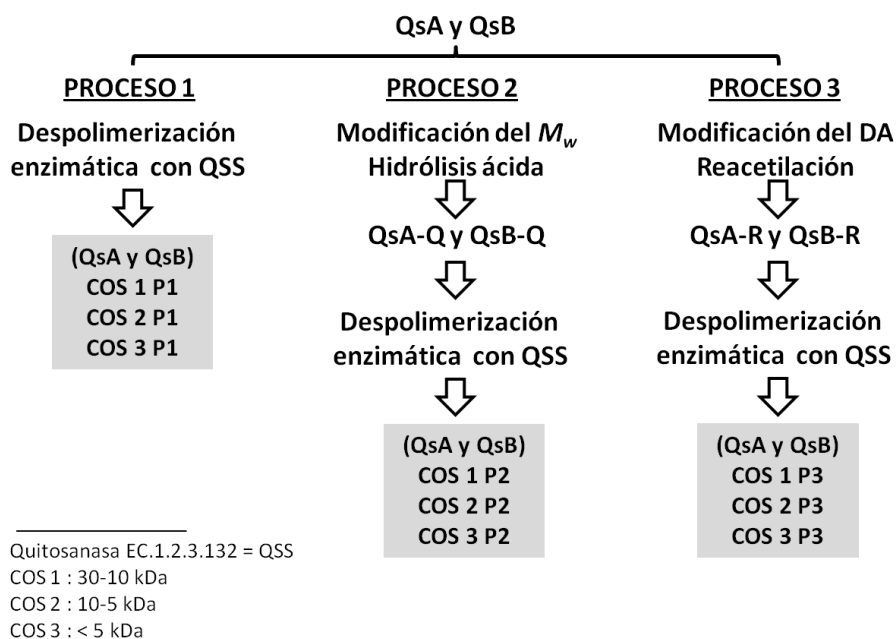 QsA y QsB
PROCESO 1
Despolimerización
enzimática con QSS
(QsA y QsB)
COS 1 P1
COS 2 P1
COS 3 P1
PROCESO 2
Modificación del Mw
Hidrólisis ácida
QsA-Q y QsB-Q
Despolimerización
enzimática con QSS
(QsA y QsB)
COS 1 P2
COS 2 P2
COS 3 P2
PROCESO 3
Modificación del DA
Reacetilación
QsA-R y QsB-R
Despolimerización
enzimática con QSS
(QsA y QsB)
COS 1 P3
COS 2 P3
COS 3 P3
Quitosanasa EC.1.2.3.132 = QSS
COS 1 : 30-10 kDa
COS 2 : 10-5 kDa
COS 3 : < 5 kDa